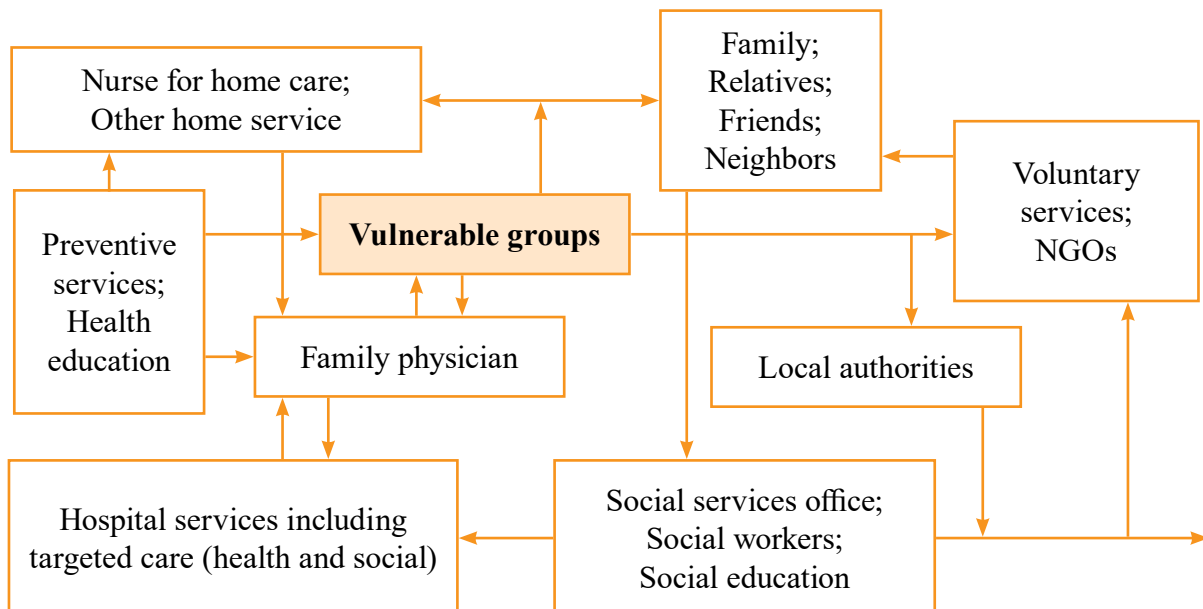 Nurse for home care;
Other home service
Family;
Relatives;
Friends;
Neighbors
Voluntary
services;
NGOs
Preventive
services;
Health
education
Vulnerable groups
Family physician
Local authorities
Hospital services including
targeted care (health and social)
Social services office;
Social workers;
Social education